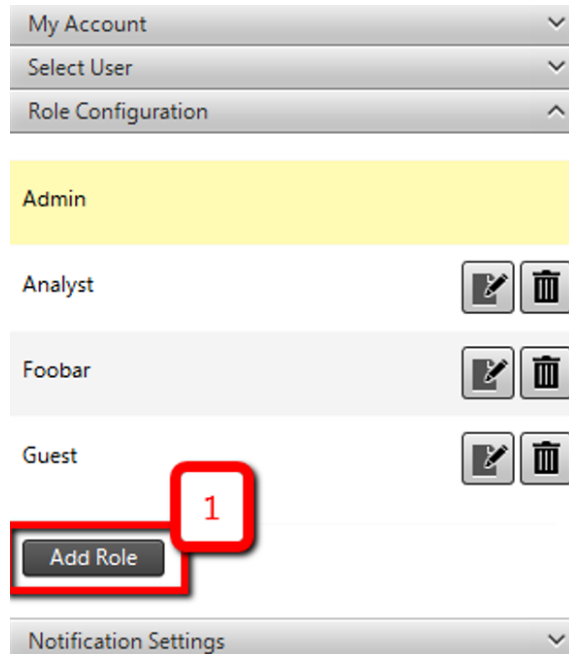 My Account
Select User
Role Configuration
Admin
Analyst
Foobar
Guest
1
Add Role
Notification Settings